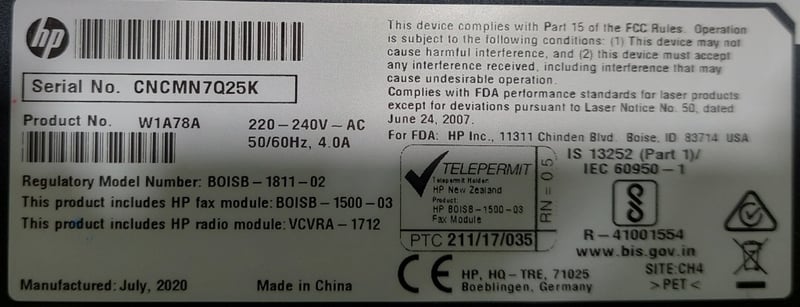 hp
Serial No. CNCMN7Q25K
Product No. W1A78A
220-240V-AC
50/60Hz, 4.0A
Regulatory Model Number: BOISB-1811-02
This product includes HP fax module: BOISB-1500-03
This product includes HP radio module: VCVRA-1712
Manufactured: July, 2020 Made in China
This device complies with Part 15 of the FCC Rules. Operation
is subject to the following conditions: (1) This device may not
cause harmful interference, and (2) this device must accept
any interference received, including interference that may
cause undesirable operation.
Complies with FDA performance standards for laser products
except for deviations pursuant to Laser Notice No. 50, dated
June 24, 2007.
For FDA: HP Inc., 11311 Chinden Blvd. Boise, ID 83714 USA
TELEPERMIT
Telepermit Holder:
HP New Zealand
Product:
HP BOISB-1500-03
Fax Module
RN = 0.5
PTC 211/17/035
IS 13252 (Part 1)/
IEC 60950-1
R-41001554
www.bis.gov.in
SITE:CH4
>PET<
CE
HP, HQ-TRE, 71025
Boeblingen, Germany